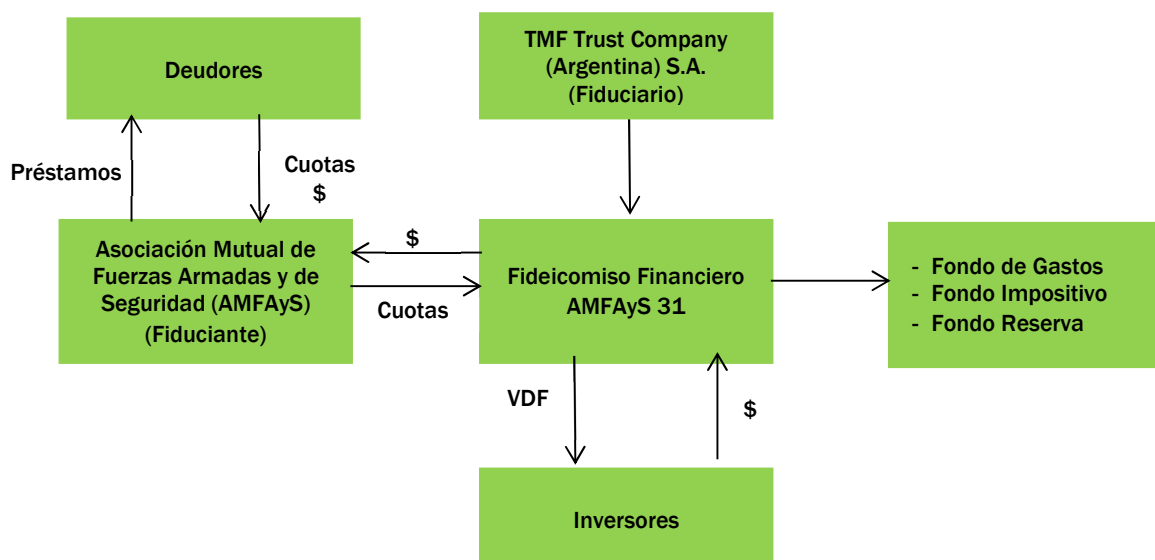 Deudores
TMF Trust Company
(Argentina) S.A.
(Fiduciario)
Préstamos
Cuotas
$
Asociación Mutual de
Fuerzas Armadas y de
Seguridad (AMFAyS)
(Fiduciante)
$
Cuotas
Fideicomiso Financiero
AMFAyS 31
- Fondo de Gastos
- Fondo Impositivo
- Fondo Reserva
VDF
$
Inversores